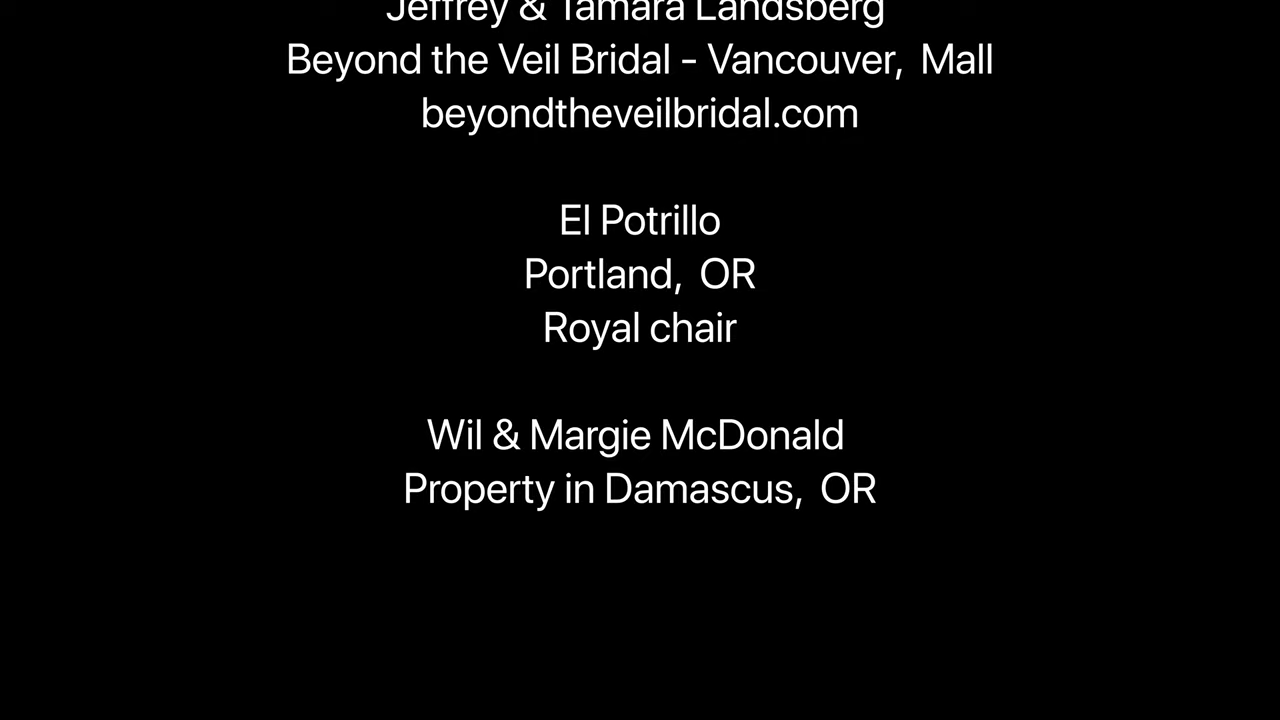 Jeffrey & Tamara Landsberg
Beyond the Veil Bridal - Vancouver, Mall
beyondtheveilbridal.com
El Potrillo
Portland, OR
Royal chair
Wil & Margie McDonald
Property in Damascus, OR